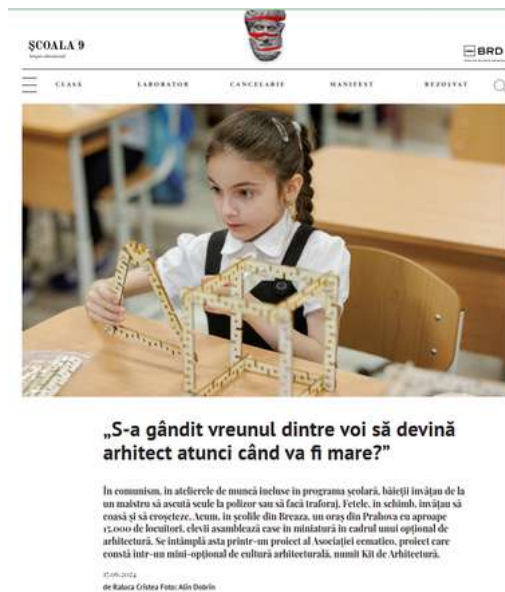 ȘCOALA 9
BRD
CLASĂ LABORATOR CANCELARIE MANIFEST REZOLVAT
„S-a gândit vreunul dintre voi să devină
arhitect atunci când va fi mare?”
În comunism, în atelierele de muncă incluse în programa școlară, băieții învățau de la
un maistru să ascută scule la polizor sau să facă traforaj. Fetele, în schimb, învățau să
coasă și să croșeteze. Acum, în școlile din Breaza, un oraș din Prahova cu aproape
15.000 de locuitori, elevii asamblează case în miniatură în cadrul unui opțional de
arhitectură. Se întâmplă asta printr-un proiect al Asociației eematico, proiect care
constă într-un mini-opțional de cultură arhitecturală, numit Kit de Arhitectură.
17.06.2024
de Raluca Cristea Foto: Alin Dobrin